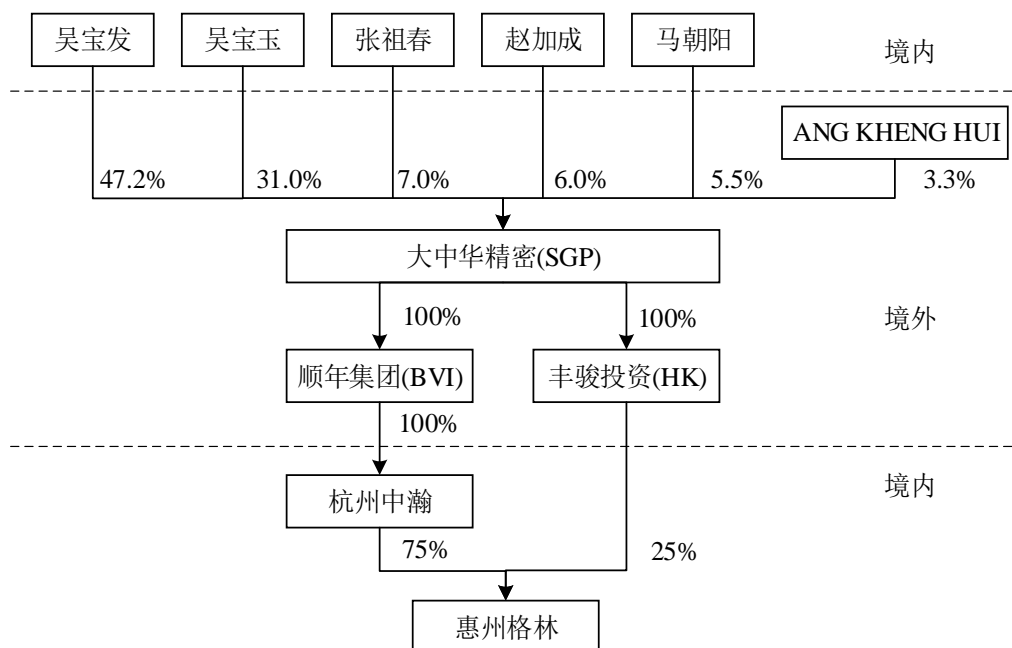 吴宝发
吴宝玉
张祖春
赵加成
马朝阳
境内
ANG KHENG HUI
47.2%
31.0%
7.0%
6.0%
5.5%
3.3%
大中华精密(SGP)
100%
100%
境外
顺年集团(BVI)
丰骏投资(HK)
100%
境内
杭州中瀚
75%
25%
惠州格林